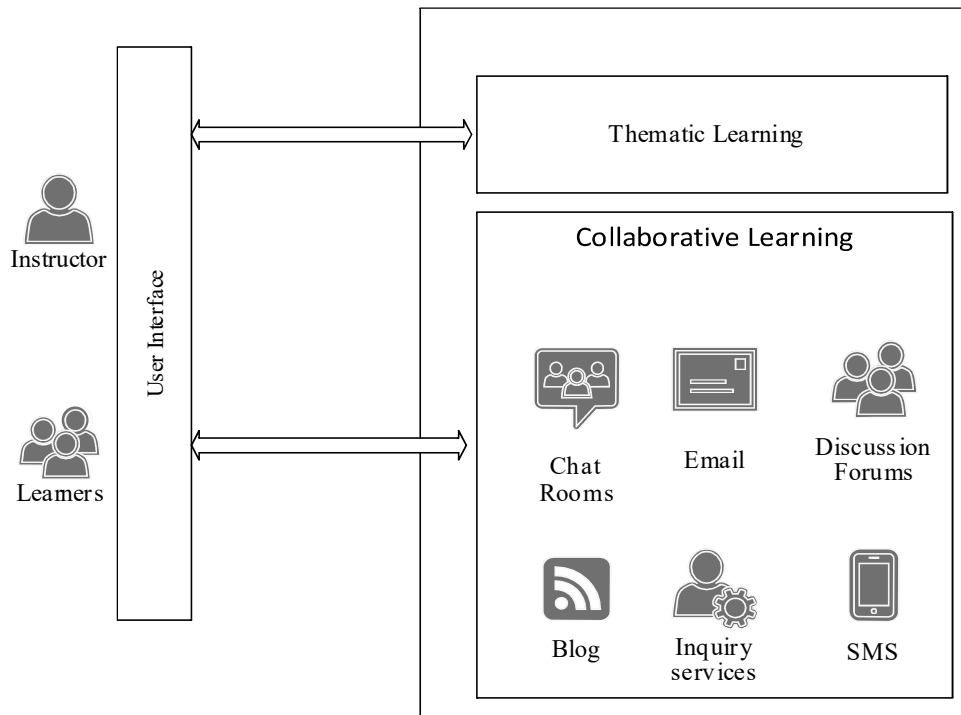 Thematic Learning
Collaborative Learning
Instructor
User Interface
Learners
Chat
Rooms
Email
Discussion
Forums
Blog
Inquiry
services
SMS